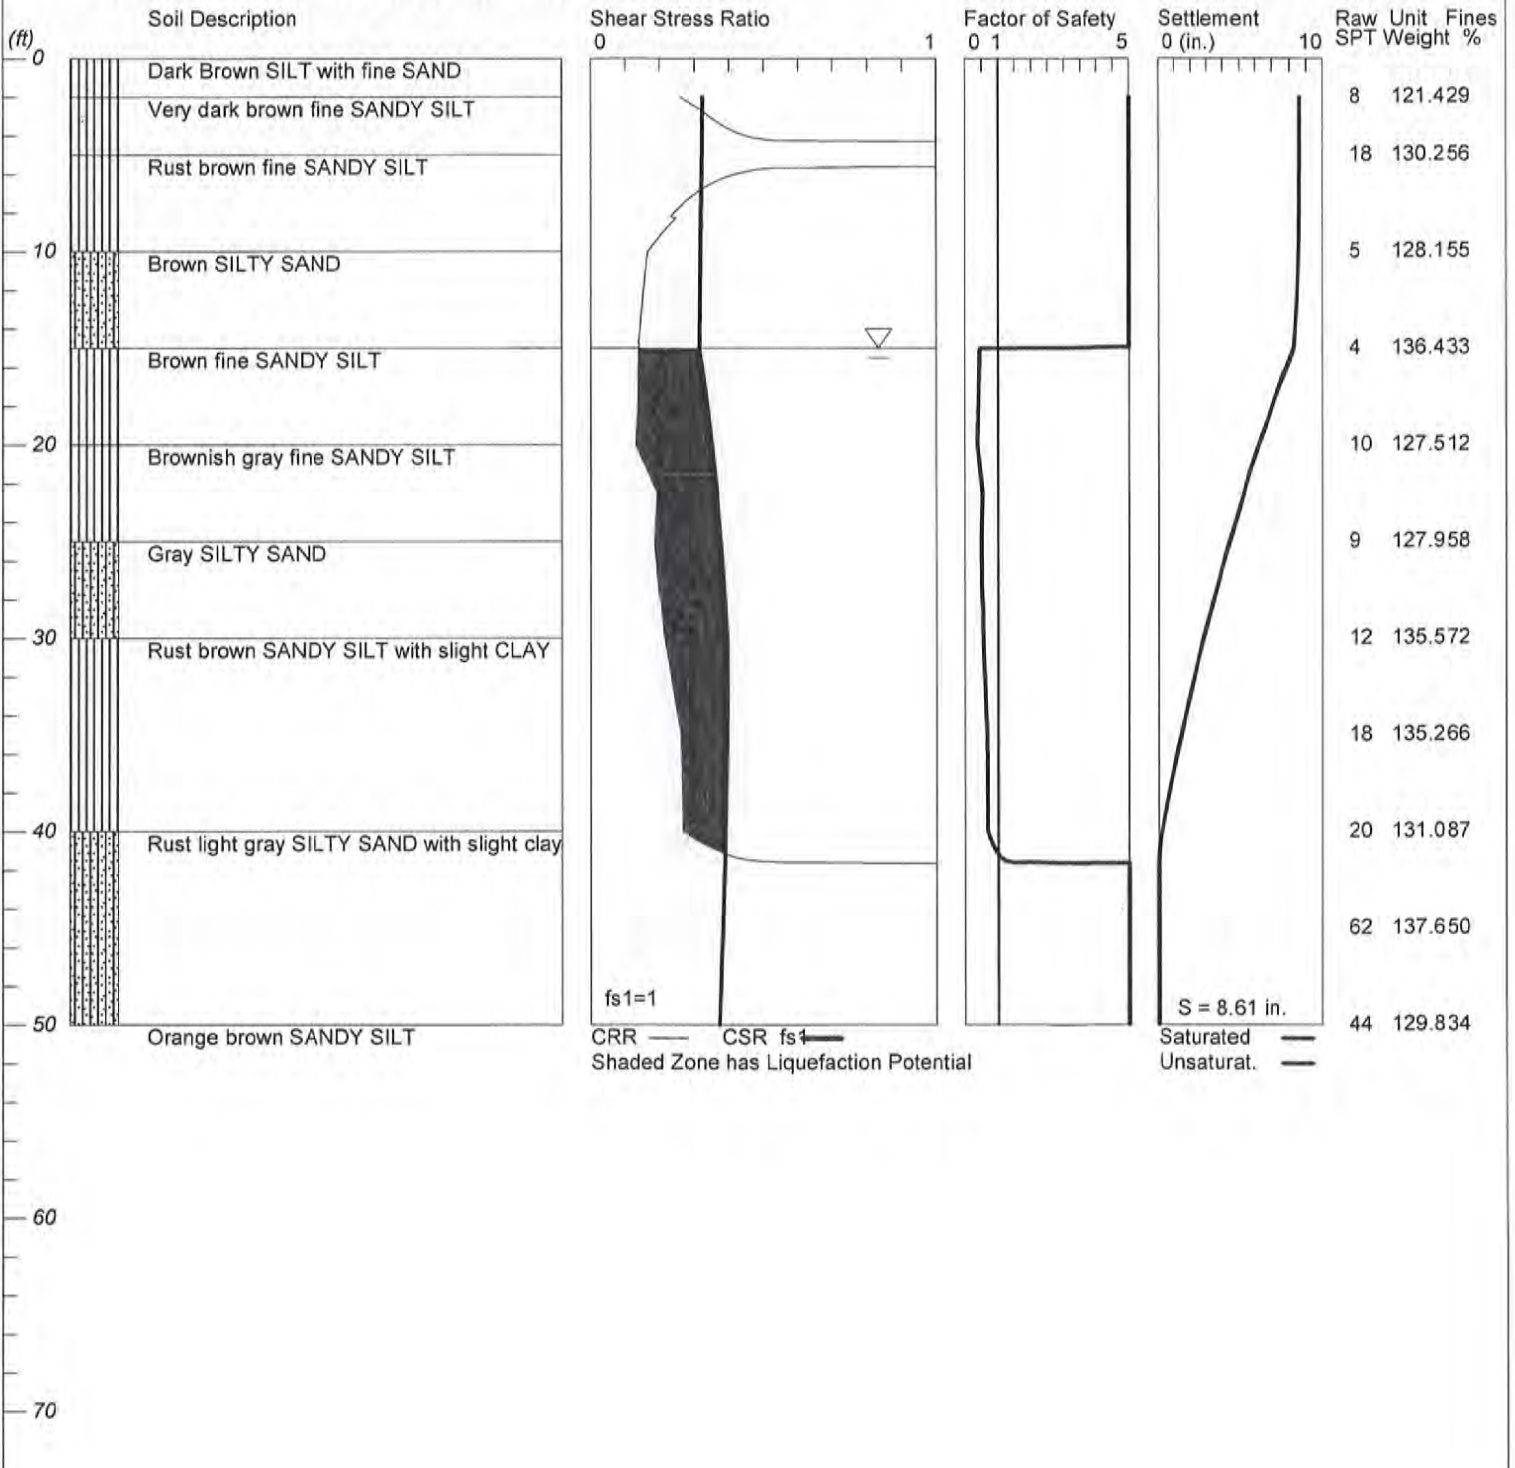 Soil Description Shear Stress Ratio Factor of Safety Settlement Raw Unit Fines
(ft) 0 1 0 1 5 0 (in.) 10 SPT Weight %
0
Dark Brown SILT with fine SAND
Very dark brown fine SANDY SILT 8 121.429
Rust brown fine SANDY SILT 18 130.256
10 5 128.155
Brown SILTY SAND
Brown fine SANDY SILT 4 136.433
20 10 127.512
Brownish gray fine SANDY SILT
Gray SILTY SAND 9 127.958
30 12 135.572
Rust brown SANDY SILT with slight CLAY
18 135.266
40 20 131.087
Rust light gray SILTY SAND with slight clay
62 137.650
fs1=1 S = 8.61 in.
50 44 129.834
Orange brown SANDY SILT CRR CSR fs1 Saturated
Shaded Zone has Liquefaction Potential Unsaturat.
60
70